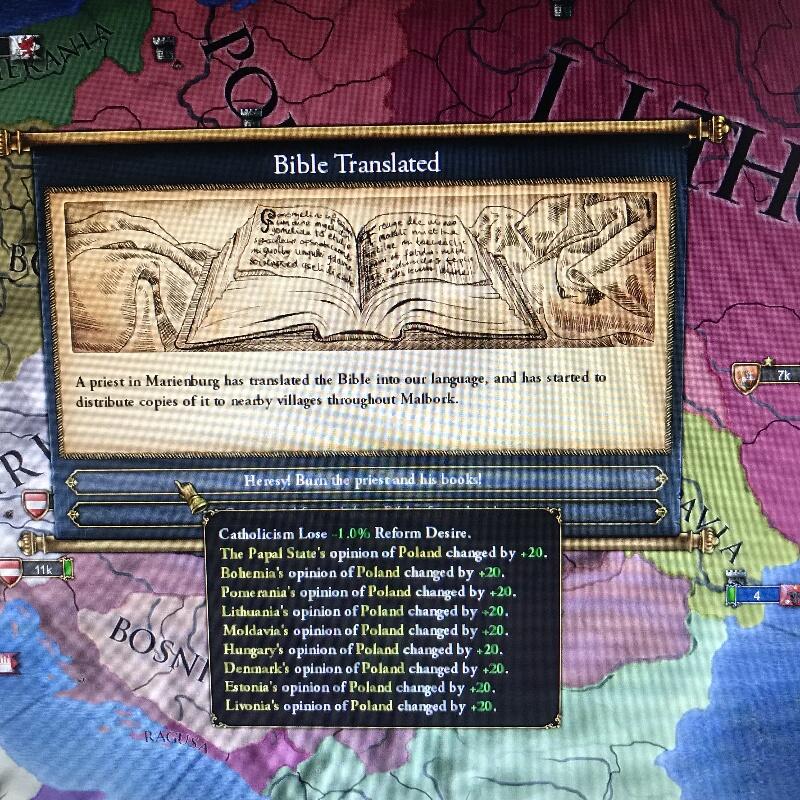 PO
LITH
Bible Translated
A priest in Marienburg has translated the Bible into our language, and has started to
distribute copies of it to nearby villages throughout Malbork.
7k
Heresy! Burn the priest and his books!
Catholicism Lose -1.0% Reform Desire.
The Papal State's opinion of Poland changed by +20.
Bohemia's opinion of Poland changed by +20.
Pomerania's opinion of Poland changed by +20.
Lithuania's opinion of Poland changed by +20.
Moldavia's opinion of Poland changed by +20.
Hungary's opinion of Poland changed by +20.
Denmark's opinion of Poland changed by +20.
Estonia's opinion of Poland changed by +20.
Livonia's opinion of Poland changed by +20.
11k
AVIA
4
BOSNI
RAGUSA